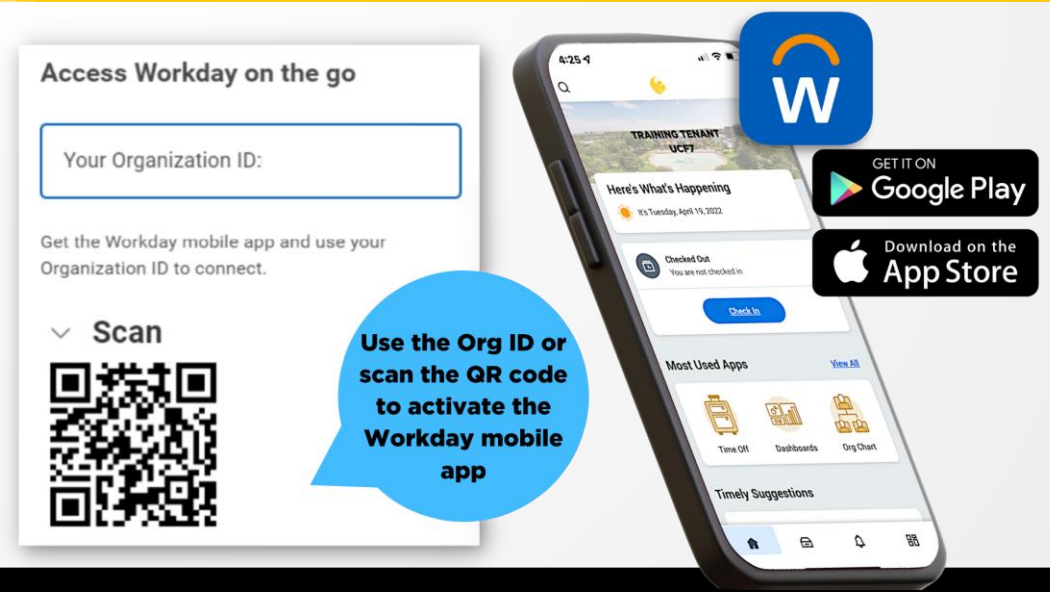 Access Workday on the go
Your Organization ID:
Get the Workday mobile app and use your
Organization ID to connect.
Scan
Use the Org ID or
scan the QR code
to activate the
Workday mobile
app
4:25
TRAINING TENANT
UCF7
Here's What's Happening
It's Tuesday, April 19, 2022
Checked Out
You are not checked in
Check In
Most Used Apps
View All
Time Off
Dashboards
Org Chart
Timely Suggestions
W
GET IT ON
Google Play
Download on the
App Store